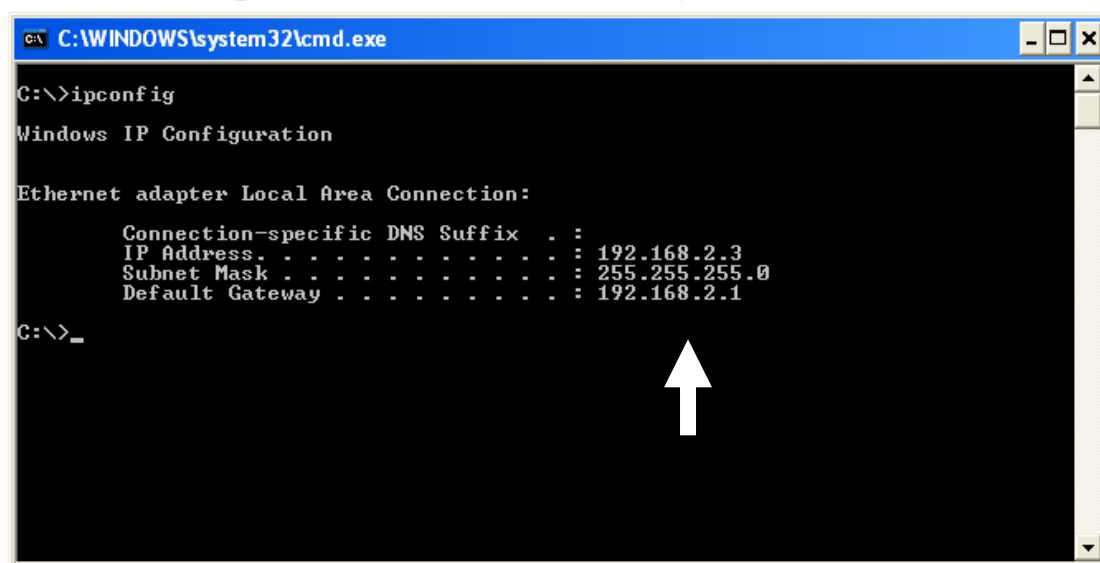 C:\WINDOWS\system32\cmd.exe
C:\>ipconfig
Windows IP Configuration
Ethernet adapter Local Area Connection:
Connection-specific DNS Suffix . :
IP Address. . . . . . . . . . . . : 192.168.2.3
Subnet Mask . . . . . . . . . . . : 255.255.255.0
Default Gateway . . . . . . . . . : 192.168.2.1
C:\>_